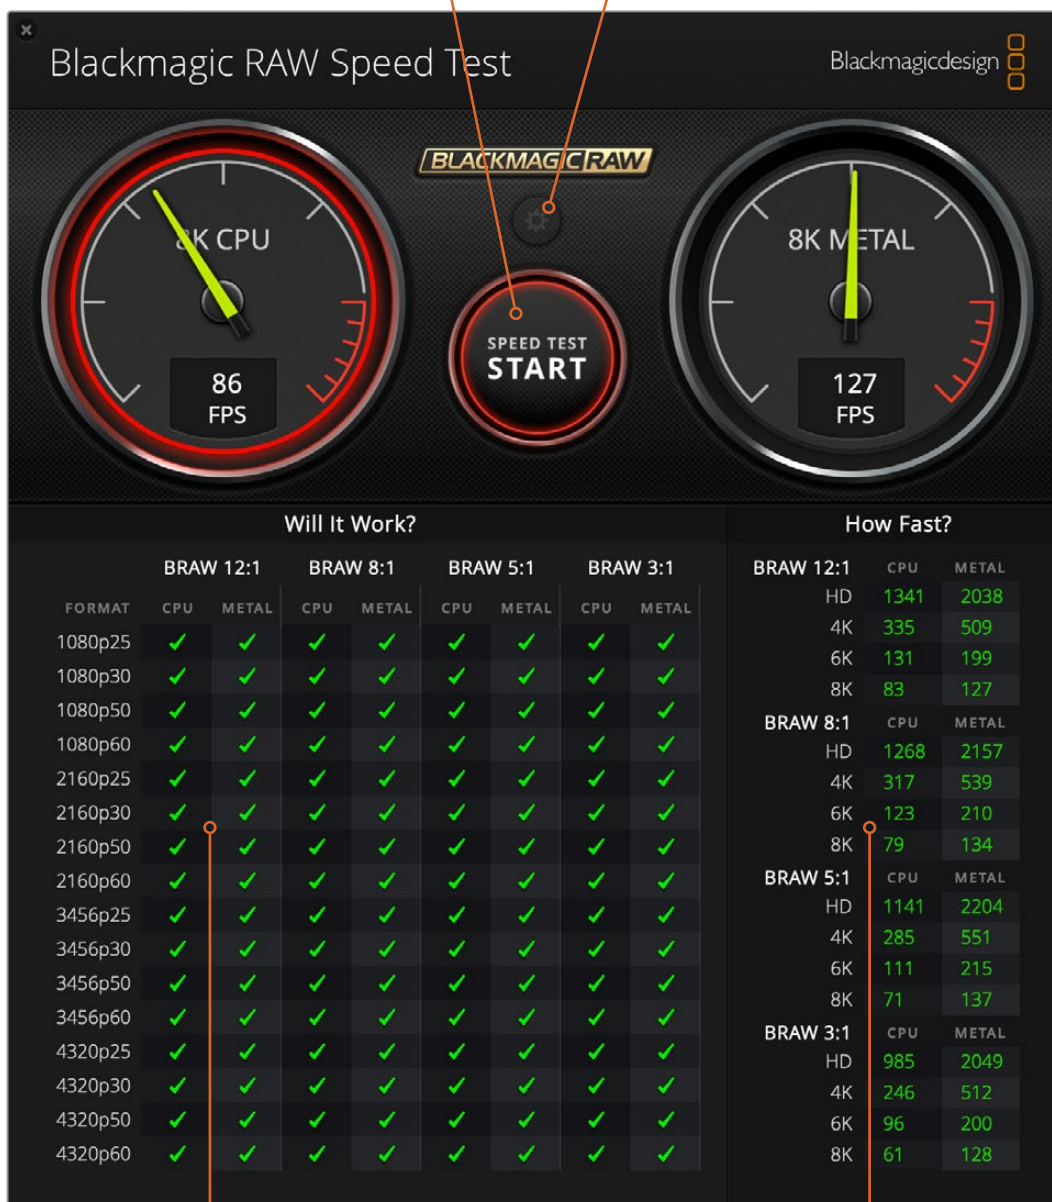 Blackmagic RAW Speed Test
Blackmagicdesign
BLACKMAGIC RAW
8K CPU
86
FPS
SPEED TEST
START
8K METAL
127
FPS
Will It Work?
BRAW 12:1 BRAW 8:1 BRAW 5:1 BRAW 3:1
FORMAT CPU METAL CPU METAL CPU METAL CPU METAL
1080p25
1080p30
1080p50
1080p60
2160p25
2160p30
2160p50
2160p60
3456p25
3456p30
3456p50
3456p60
4320p25
4320p30
4320p50
4320p60
How Fast?
BRAW 12:1 CPU METAL
HD 1341 2038
4K 335 509
6K 131 199
8K 83 127
BRAW 8:1 CPU METAL
HD 1268 2157
4K 317 539
6K 123 210
8K 79 134
BRAW 5:1 CPU METAL
HD 1141 2204
4K 285 551
6K 111 215
8K 71 137
BRAW 3:1 CPU METAL
HD 985 2049
4K 246 512
6K 96 200
8K 61 128